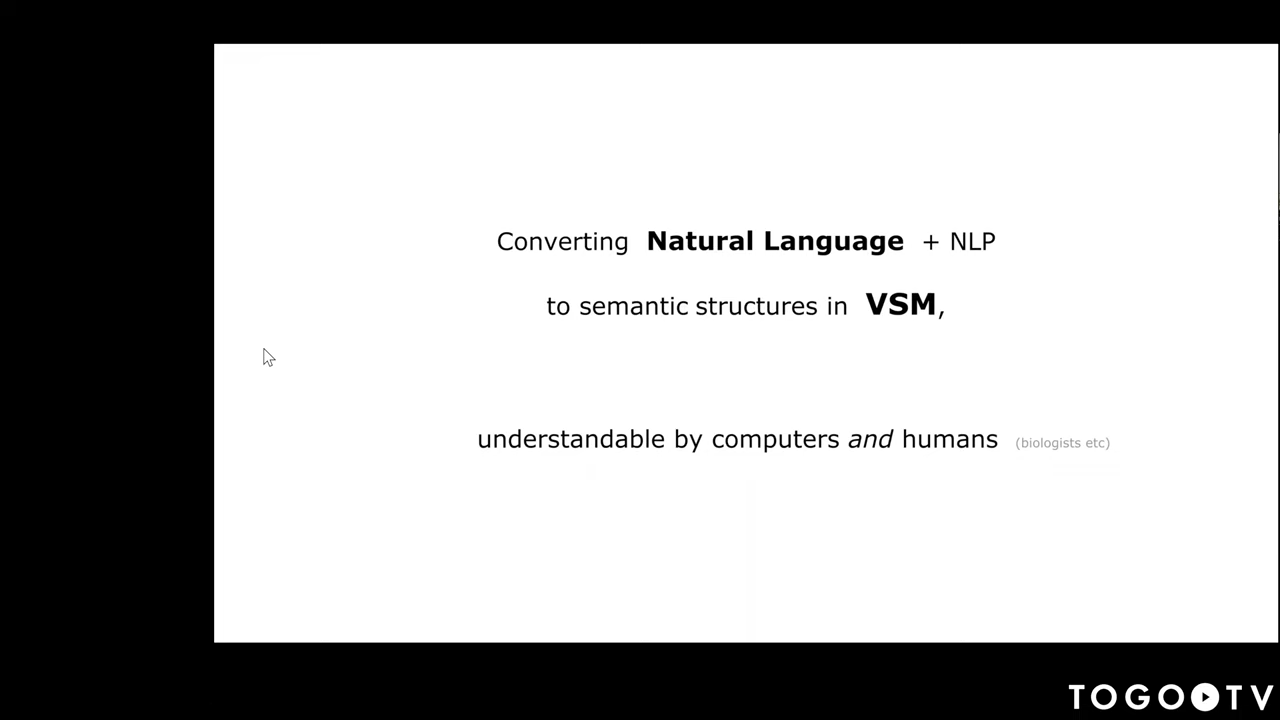 Converting Natural Language + NLP
to semantic structures in VSM,
understandable by computers and humans (biologists etc)
TOGO TV